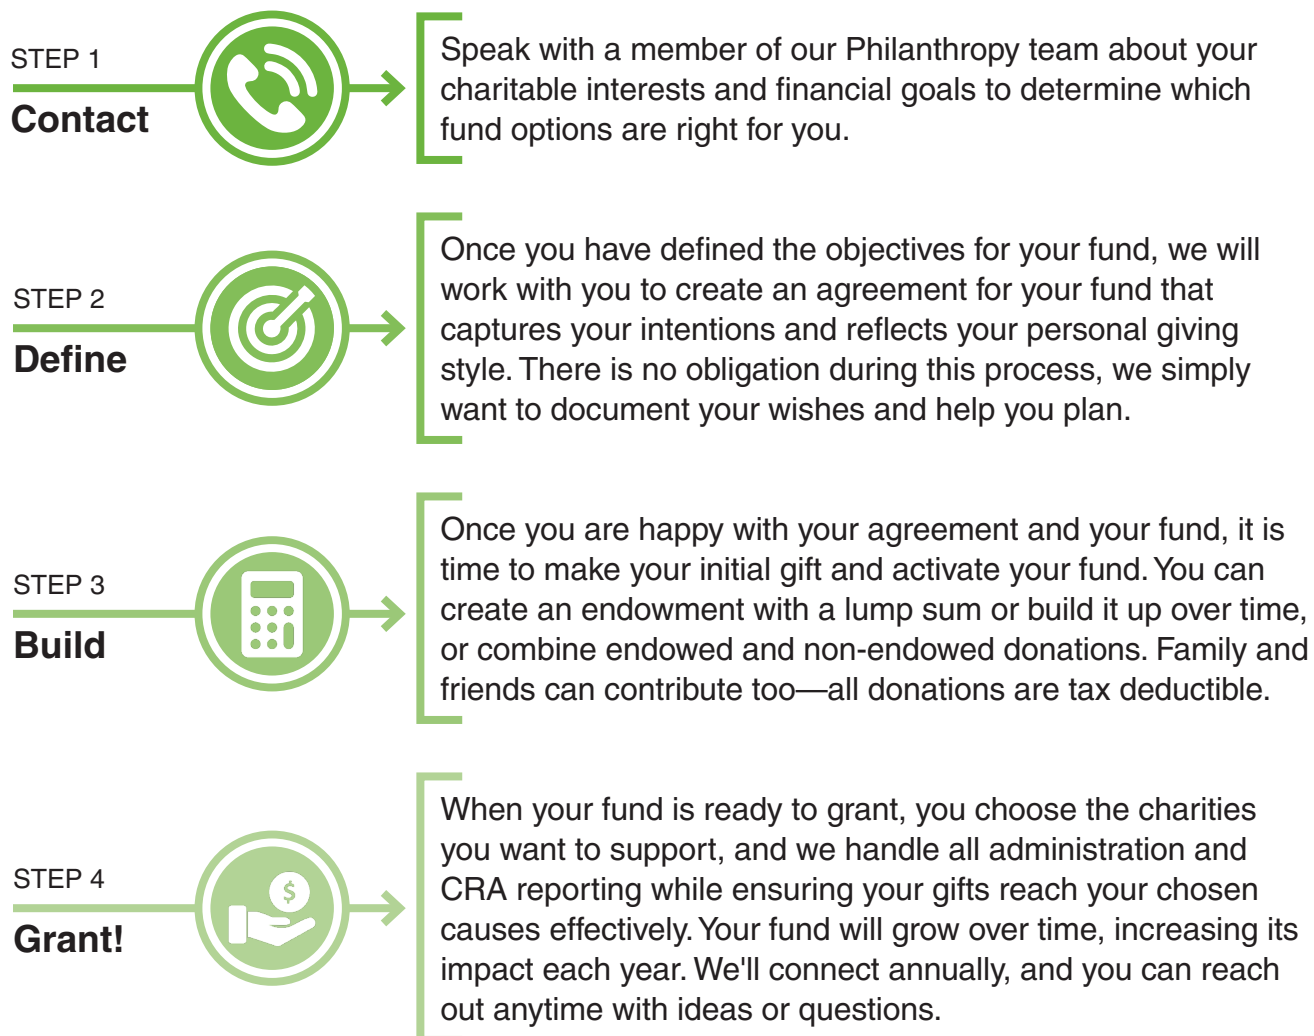 STEP 1
Contact
Speak with a member of our Philanthropy team about your
charitable interests and financial goals to determine which
fund options are right for you.
STEP 2
Define
Once you have defined the objectives for your fund, we will
work with you to create an agreement for your fund that
captures your intentions and reflects your personal giving
style. There is no obligation during this process, we simply
want to document your wishes and help you plan.
STEP 3
Build
Once you are happy with your agreement and your fund, it is
time to make your initial gift and activate your fund. You can
create an endowment with a lump sum or build it up over time,
or combine endowed and non-endowed donations. Family and
friends can contribute too—all donations are tax deductible.
STEP 4
Grant!
$
When your fund is ready to grant, you choose the charities
you want to support, and we handle all administration and
CRA reporting while ensuring your gifts reach your chosen
causes effectively. Your fund will grow over time, increasing its
impact each year. We'll connect annually, and you can reach
out anytime with ideas or questions.